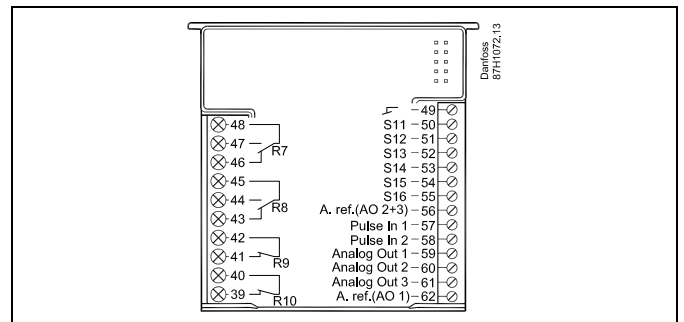 Danfoss
87H1072.13
48
47
46
R7
45
44
43
R8
42
41
R9
40
39
R10
49
S11 – 50
S12 – 51
S13 – 52
S14 – 53
S15 – 54
S16 – 55
A. ref.(AO 2+3) – 56
Pulse In 1 – 57
Pulse In 2 – 58
Analog Out 1 – 59
Analog Out 2 – 60
Analog Out 3 – 61
A. ref.(AO 1) – 62